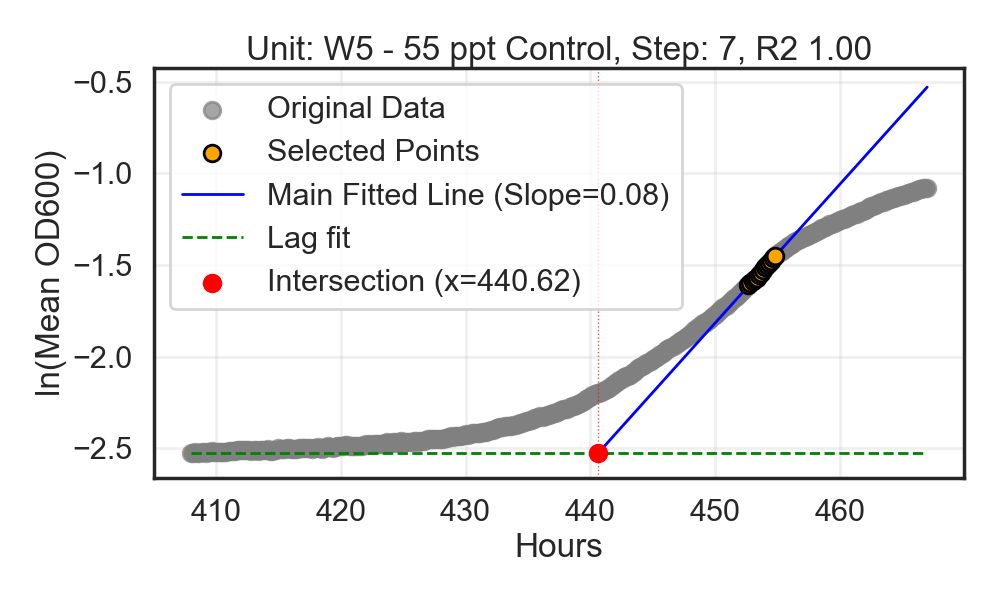 Unit: W5 - 55 ppt Control, Step: 7, R2 1.00
Original Data
Selected Points
Main Fitted Line (Slope=0.08)
Lag fit
Intersection (x=440.62)
ln(Mean OD600)
−0.5
−1.0
−1.5
−2.0
−2.5
410 420 430 440 450 460
Hours